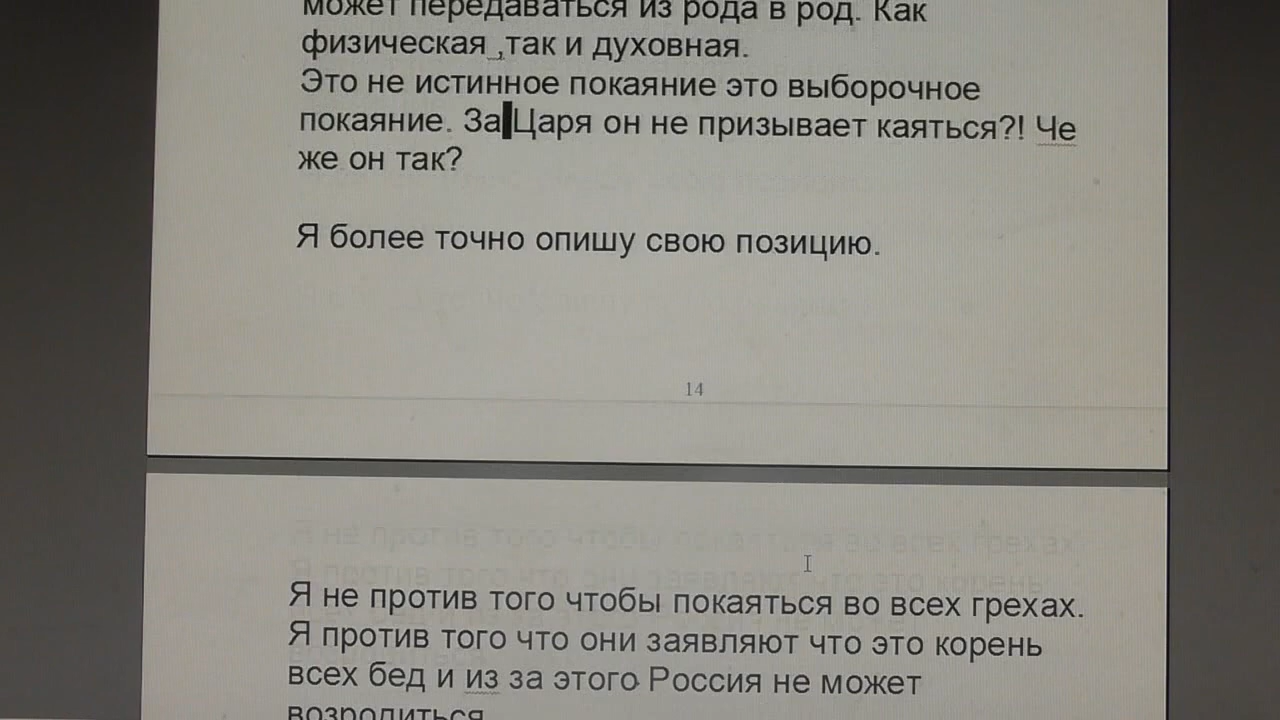 может передаваться из рода в род. Как
физическая ,так и духовная.
Это не истинное покаяние это выборочное
покаяние. За Царя он не призывает каяться?! Че
же он так?
Я более точно опишу свою позицию.
14
Я не против того чтобы покаяться во всех грехах.
Я против того что они заявляют что это корень
всех бед и из за этого Россия не может
возродиться